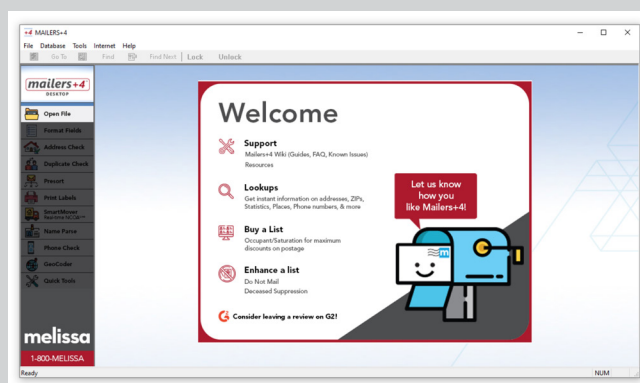 MAILERS+4
File Database Tools Internet Help
Go To Find Find Next Lock Unlock
mailers+4
DESKTOP
Open File
Format Fields
Address Check
Duplicate Check
Presort
Print Labels
SmartMover
Real-time NCOA
Name Parse
Phone Check
GeoCoder
Quick Tools
melissa
1-800-MELISSA
Ready
Welcome
Support
Mailers+4 Wiki (Guides, FAQ, Known Issues)
Resources
Lookups
Get instant information on addresses, ZIPs,
Statistics, Places, Phone numbers, & more
Buy a List
Occupant/Saturation for maximum
discounts on postage
Enhance a list
Do Not Mail
Deceased Suppression
Consider leaving a review on G2!
Let us know
how you
like Mailers+4!
m
NUM